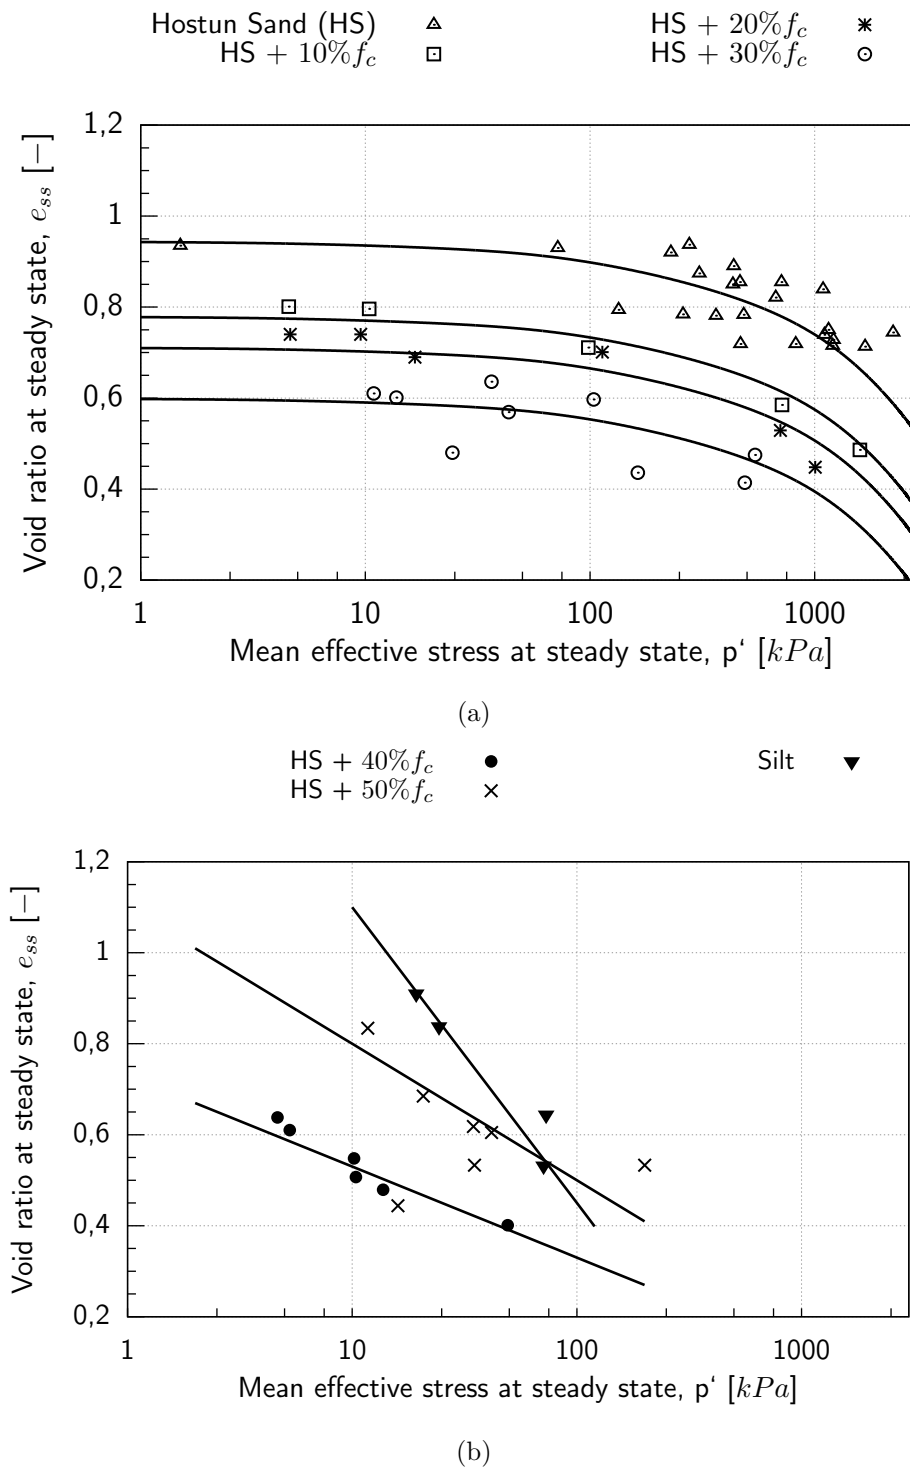 Hostun Sand (HS)
HS + 10%f_c
HS + 20%f_c
HS + 30%f_c
1,2
1
0,8
0,6
0,4
0,2
Void ratio at steady state, e_ss [−]
1 10 100 1000
Mean effective stress at steady state, p‘ [kPa]
(a)
HS + 40%f_c
HS + 50%f_c
Silt
1,2
1
0,8
0,6
0,4
0,2
Void ratio at steady state, e_ss [−]
1 10 100 1000
Mean effective stress at steady state, p‘ [kPa]
(b)